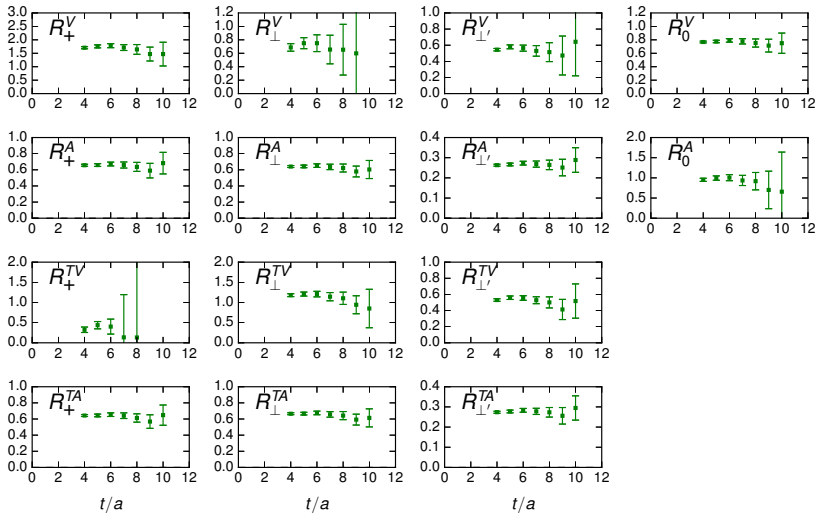 3.0 R₊ⱽ 1.2 R⊥ⱽ 1.0 R⊥′ⱽ 1.2 R₀ⱽ
2.5 1.0 0.8 1.0
2.0 0.8 0.6 0.8
1.5 0.6 0.4 0.6
1.0 0.4 0.2 0.4
0.5 0.2 0.2
0.0 0.0 0.0 0.0
0 2 4 6 8 10 12 0 2 4 6 8 10 12 0 2 4 6 8 10 12 0 2 4 6 8 10 12
1.0 R₊ᴬ 1.2 R⊥ᴬ 0.4 R⊥′ᴬ 2.0 R₀ᴬ
0.8 1.0 0.3 1.5
0.6 0.8 0.2 1.0
0.4 0.6 0.1 0.5
0.2 0.4
0.2
0.0 0.0 0.0 0.0
0 2 4 6 8 10 12 0 2 4 6 8 10 12 0 2 4 6 8 10 12 0 2 4 6 8 10 12
2.0 R₊ᵀⱽ 2.0 R⊥ᵀⱽ 1.0 R⊥′ᵀⱽ
1.5 1.5 0.8
1.0 1.0 0.6
0.5 0.5 0.4
0.2
0.0 0.0 0.0
0 2 4 6 8 10 12 0 2 4 6 8 10 12 0 2 4 6 8 10 12
1.0 R₊ᵀᴬ 1.2 R⊥ᵀᴬ 0.4 R⊥′ᵀᴬ
0.8 1.0 0.3
0.6 0.8 0.2
0.4 0.6 0.1
0.2 0.4
0.2
0.0 0.0 0.0
0 2 4 6 8 10 12 0 2 4 6 8 10 12 0 2 4 6 8 10 12
t/a t/a t/a